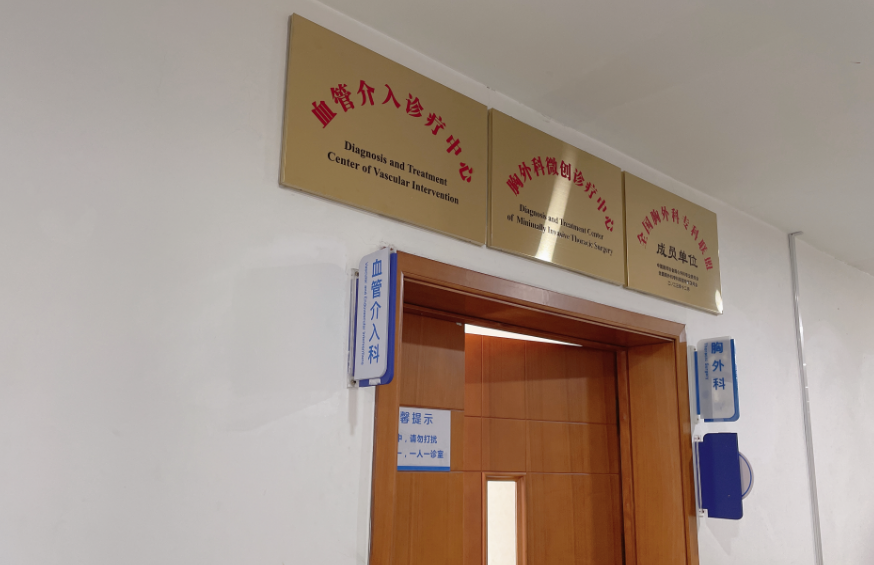 血管介入诊疗中心
Diagnosis and Treatment
Center of Vascular Intervention
胸外科微创诊疗中心
Diagnosis and Treatment Center
of Minimally Invasive Thoracic Surgery
全国胸外科专科联盟
成员单位
血管介入科
胸外科
馨提示
中，请勿打扰
一，一人一诊室